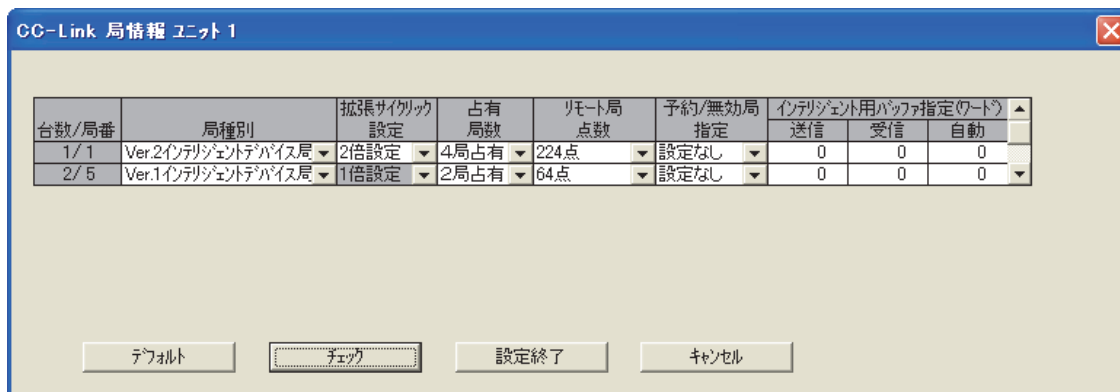 CC-Link 局情報 ユニット 1
台数/局番 局種別 拡張サイクリック設定 占有局数 リモート局点数 予約/無効局指定 インテリジェント用バッファ指定(ワード)
送信 受信 自動
1/ 1 Ver.2インテリジェントデバイス局 2倍設定 4局占有 224点 設定なし 0 0 0
2/ 5 Ver.1インテリジェントデバイス局 1倍設定 2局占有 64点 設定なし 0 0 0
デフォルト チェック 設定終了 キャンセル